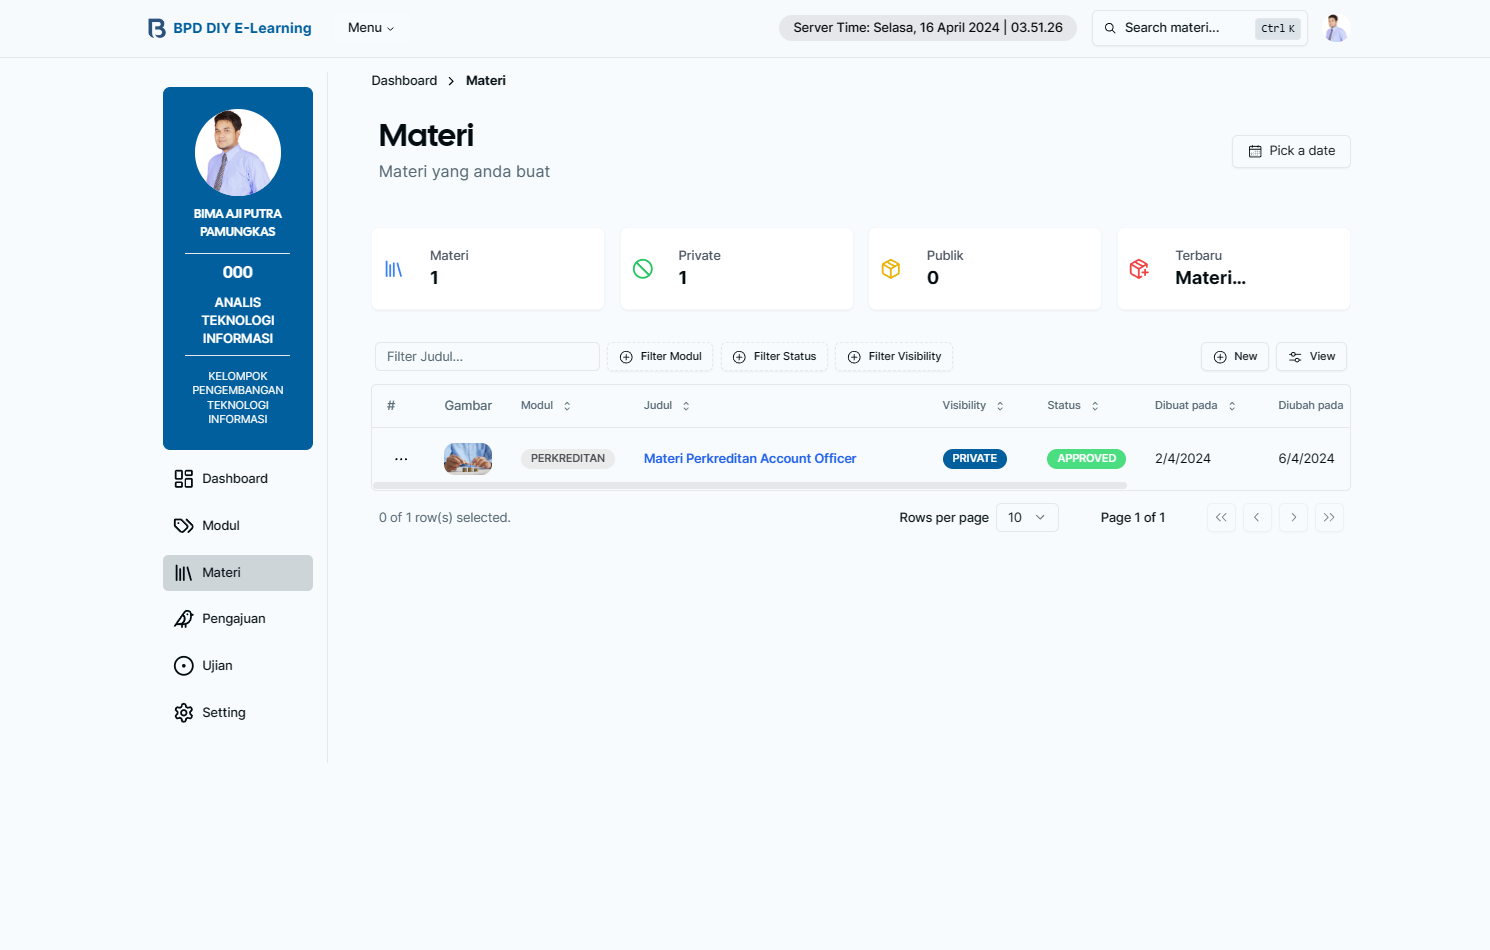 BPD DIY E-Learning
Menu
Server Time: Selasa, 16 April 2024 | 03.51.26
Search materi...
Ctrl K
BIMA AJI PUTRA
PAMUNGKAS
000
ANALIS
TEKNOLOGI
INFORMASI
KELOMPOK
PENGEMBANGAN
TEKNOLOGI
INFORMASI
Dashboard
Modul
Materi
Pengajuan
Ujian
Setting
Dashboard > Materi
Materi
Materi yang anda buat
Pick a date
Materi
1
Private
1
Publik
0
Terbaru
Materi...
Filter Judul...
Filter Modul
Filter Status
Filter Visibility
New
View
# Gambar Modul Judul Visibility Status Dibuat pada Diubah pada
... PERKREDITAN Materi Perkreditan Account Officer PRIVATE APPROVED 2/4/2024 6/4/2024
0 of 1 row(s) selected.
Rows per page 10
Page 1 of 1